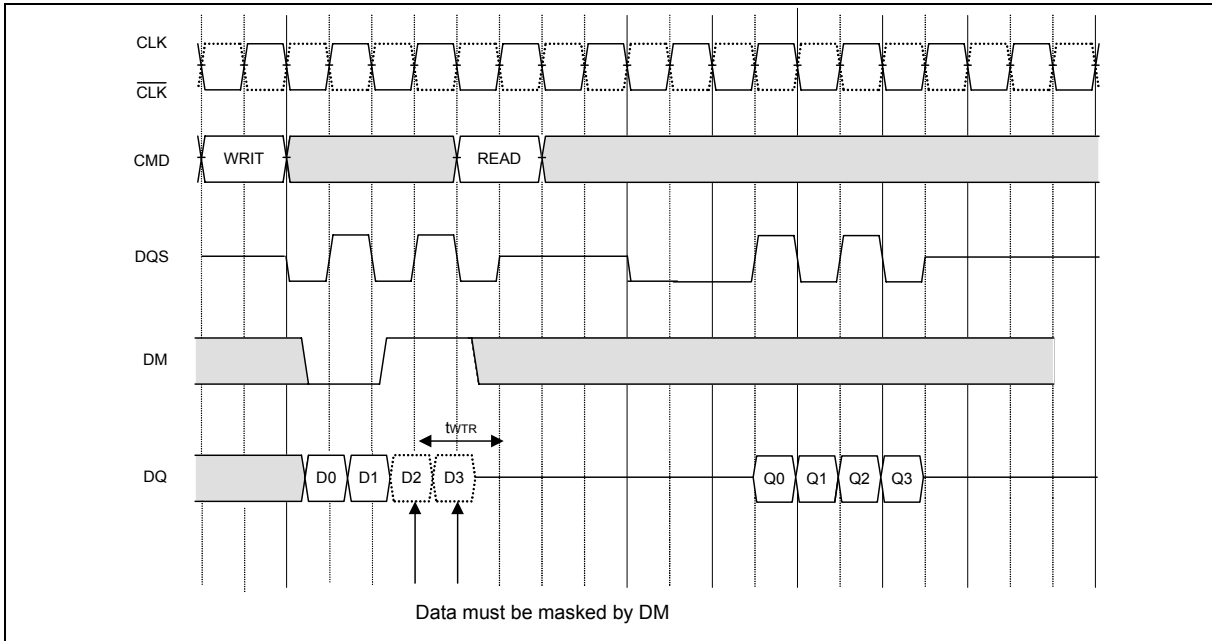 CLK
CLK
CMD WRIT READ
DQS
DM
tWTR
DQ D0 D1 D2 D3 Q0 Q1 Q2 Q3
Data must be masked by DM